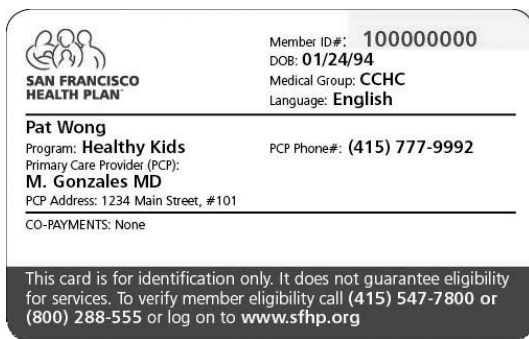 SAN FRANCISCO
HEALTH PLAN
Member ID#: 100000000
DOB: 01/24/94
Medical Group: CCHC
Language: English
Pat Wong
Program: Healthy Kids
PCP Phone#: (415) 777-9992
Primary Care Provider (PCP):
M. Gonzales MD
PCP Address: 1234 Main Street, #101
CO-PAYMENTS: None
This card is for identification only. It does not guarantee eligibility
for services. To verify member eligibility call (415) 547-7800 or
(800) 288-555 or log on to www.sfhp.org